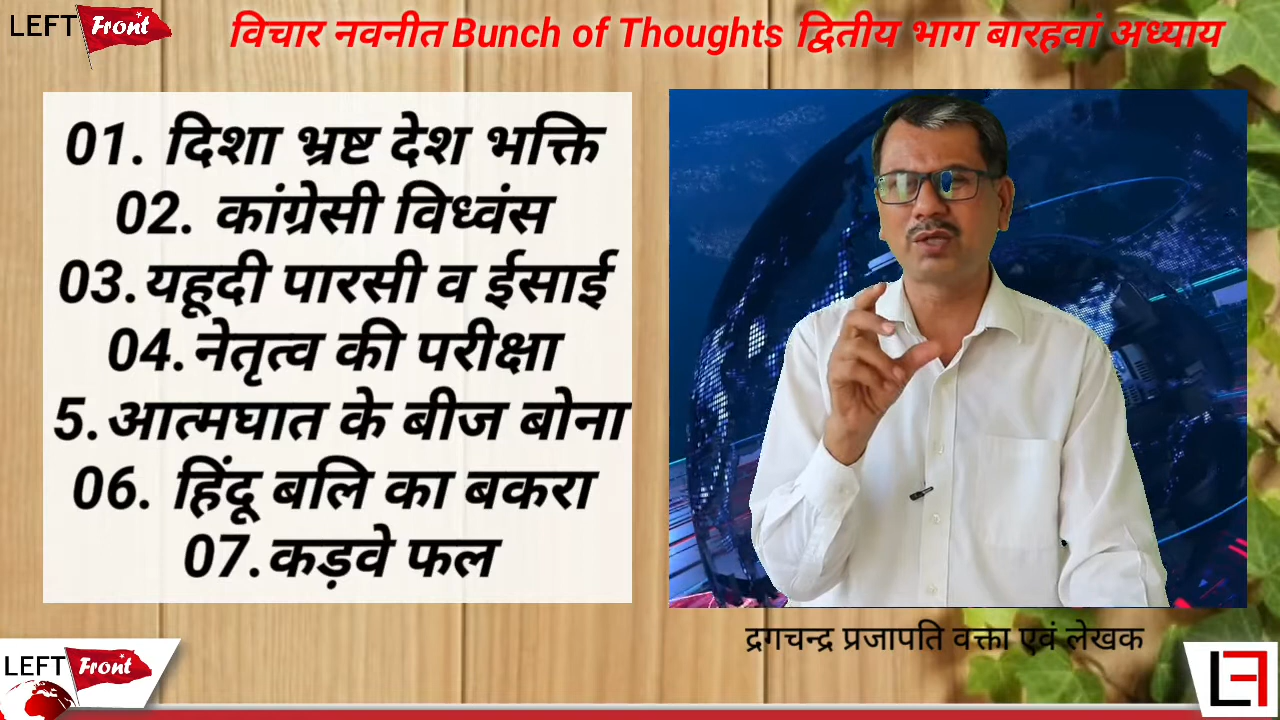 LEFT Front
विचार नवनीत Bunch of Thoughts द्वितीय भाग बारहवां अध्याय
01. दिशा भ्रष्ट देश भक्ति
02. कांग्रेसी विध्वंस
03.यहूदी पारसी व ईसाई
04.नेतृत्व की परीक्षा
5.आत्मघात के बीज बोना
06. हिंदू बलि का बकरा
07.कड़वे फल
द्रगचन्द्र प्रजापति वक्ता एवं लेखक
LEFT Front
LF